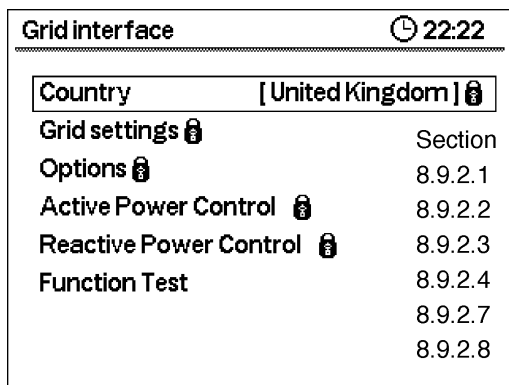 Grid interface 22:22
Country [ United Kingdom ]
Grid settings
Section
Options
8.9.2.1
Active Power Control
8.9.2.2
Reactive Power Control
8.9.2.3
Function Test
8.9.2.4
8.9.2.7
8.9.2.8